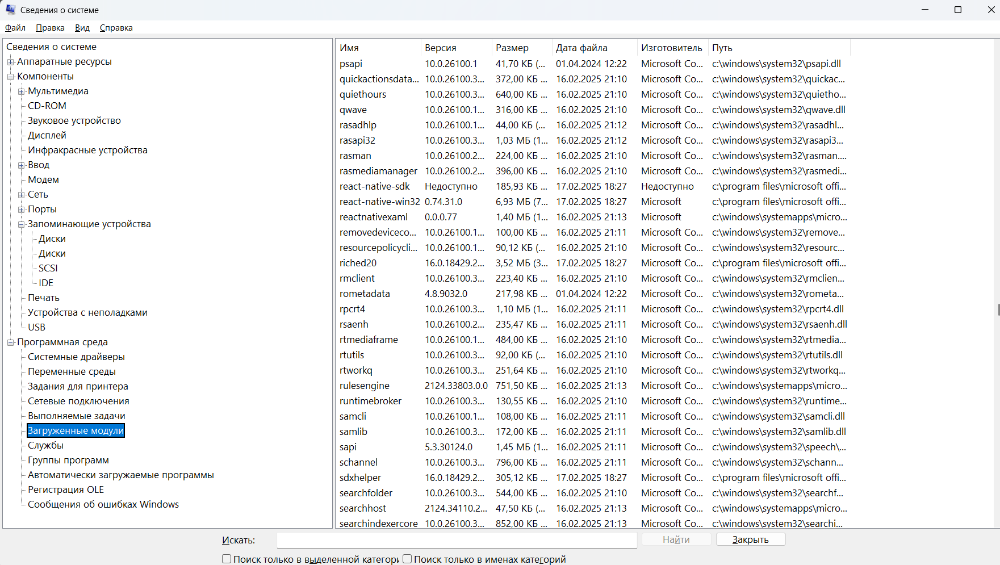 Сведения о системе
Файл Правка Вид Справка
Сведения о системе
Аппаратные ресурсы
Компоненты
Мультимедиа
CD-ROM
Звуковое устройство
Дисплей
Инфракрасные устройства
Ввод
Модем
Сеть
Порты
Запоминающие устройства
Диски
Диски
SCSI
IDE
Печать
Устройства с неполадками
USB
Программная среда
Системные драйверы
Переменные среды
Задания для принтера
Сетевые подключения
Выполняемые задачи
Загруженные модули
Службы
Группы программ
Автоматически загружаемые программы
Регистрация OLE
Сообщения об ошибках Windows
Имя Версия Размер Дата файла Изготовитель Путь
psapi 10.0.26100.1 41,70 КБ (... 01.04.2024 12:22 Microsoft Co... c:\windows\system32\psapi.dll
quickactionsdata... 10.0.26100.3... 372,00 КБ ... 16.02.2025 21:10 Microsoft Co... c:\windows\system32\quickac...
quiethours 10.0.26100.3... 640,00 КБ ... 16.02.2025 21:10 Microsoft Co... c:\windows\system32\quietho...
qwave 10.0.26100.1... 316,00 КБ ... 16.02.2025 21:10 Microsoft Co... c:\windows\system32\qwave.dll
rasadhlp 10.0.26100.1... 44,00 КБ (... 16.02.2025 21:12 Microsoft Co... c:\windows\system32\rasadhl...
rasapi32 10.0.26100.3... 1,03 МБ (1... 16.02.2025 21:12 Microsoft Co... c:\windows\system32\rasapi3...
rasman 10.0.26100.2... 224,00 КБ ... 16.02.2025 21:10 Microsoft Co... c:\windows\system32\rasman....
rasmediamanager 10.0.26100.2... 396,00 КБ ... 16.02.2025 21:10 Microsoft Co... c:\windows\system32\rasmedi...
react-native-sdk Недоступно 185,93 КБ ... 17.02.2025 18:27 Недоступно c:\program files\microsoft offi...
react-native-win32 0.74.31.0 6,93 МБ (7... 17.02.2025 18:27 Microsoft c:\program files\microsoft offi...
reactnativexaml 0.0.0.77 1,40 МБ (1... 16.02.2025 21:13 Microsoft c:\windows\systemapps\micro...
removedeviceco... 10.0.26100.1... 100,00 КБ ... 16.02.2025 21:11 Microsoft Co... c:\windows\system32\remove...
resourcepolicycli... 10.0.26100.1... 90,12 КБ (... 16.02.2025 21:10 Microsoft Co... c:\windows\system32\resourc...
riched20 16.0.18429.2... 3,52 МБ (3... 17.02.2025 18:27 Microsoft Co... c:\program files\microsoft offi...
rmclient 10.0.26100.3... 223,40 КБ ... 16.02.2025 21:10 Microsoft Co... c:\windows\system32\rmclien...
rometadata 4.8.9032.0 217,98 КБ ... 01.04.2024 12:22 Microsoft Co... c:\windows\system32\rometa...
rpcrt4 10.0.26100.3... 1,10 МБ (1... 16.02.2025 21:11 Microsoft Co... c:\windows\system32\rpcrt4.dll
rsaenh 10.0.26100.2... 235,47 КБ ... 16.02.2025 21:11 Microsoft Co... c:\windows\system32\rsaenh.dll
rtmediaframe 10.0.26100.1... 484,00 КБ ... 16.02.2025 21:10 Microsoft Co... c:\windows\system32\rtmedia...
rtutils 10.0.26100.3... 92,00 КБ (... 16.02.2025 21:10 Microsoft Co... c:\windows\system32\rtutils.dll
rtworkq 10.0.26100.3... 251,64 КБ ... 16.02.2025 21:10 Microsoft Co... c:\windows\system32\rtworkq...
rulesengine 2124.33803.0.0 751,50 КБ ... 16.02.2025 21:13 Microsoft Co... c:\windows\systemapps\micro...
runtimebroker 10.0.26100.3... 130,55 КБ ... 16.02.2025 21:10 Microsoft Co... c:\windows\system32\runtime...
samcli 10.0.26100.1... 108,00 КБ ... 16.02.2025 21:11 Microsoft Co... c:\windows\system32\samcli.dll
samlib 10.0.26100.3... 172,00 КБ ... 16.02.2025 21:11 Microsoft Co... c:\windows\system32\samlib.dll
sapi 5.3.30124.0 1,45 МБ (1... 16.02.2025 21:11 Microsoft Co... c:\windows\system32\speech\...
schannel 10.0.26100.3... 796,00 КБ ... 16.02.2025 21:11 Microsoft Co... c:\windows\system32\schann...
sdxhelper 16.0.18429.2... 305,12 КБ ... 17.02.2025 18:27 Microsoft Co... c:\program files\microsoft offi...
searchfolder 10.0.26100.3... 544,00 КБ ... 16.02.2025 21:10 Microsoft Co... c:\windows\system32\searchf...
searchhost 2124.34110.2... 47,50 КБ (... 16.02.2025 21:13 Microsoft Co... c:\windows\systemapps\micro...
searchindexercore 10.0.26100.3... 852,00 КБ ... 16.02.2025 21:13 Microsoft Co... c:\windows\system32\searchi...
Искать: Найти Закрыть
Поиск только в выделенной категори Поиск только в именах категорий